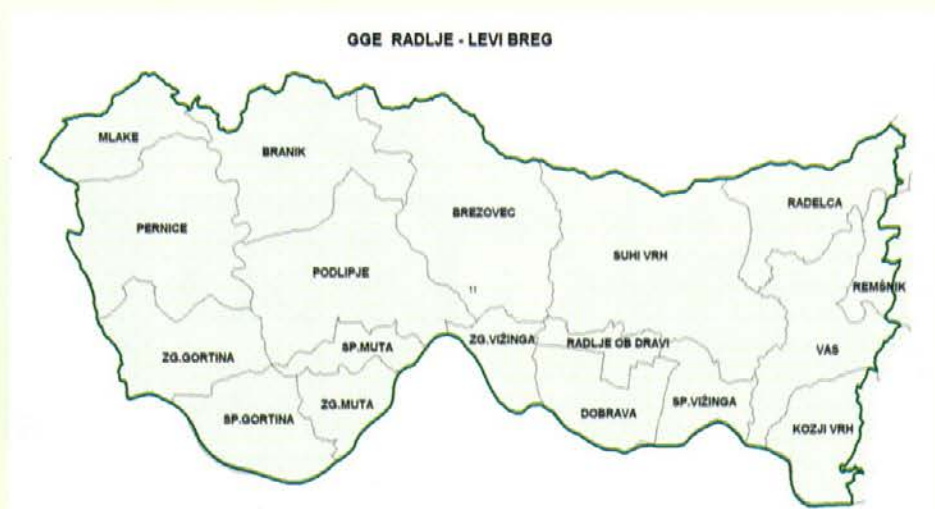 GGE RADLJE - LEVI BREG
MLAKE
BRANIK
RADELCA
BREZOVEC
PERNICE
SUHI VRH
PODLIPJE
REMŠNIK
11
ZG.VIŽINGA
RADLJE OB DRAVI
SP.MUTA
VAS
ZG.GORTINA
ZG.MUTA
SP.VIŽINGA
DOBRAVA
SP.GORTINA
KOZJI VRH